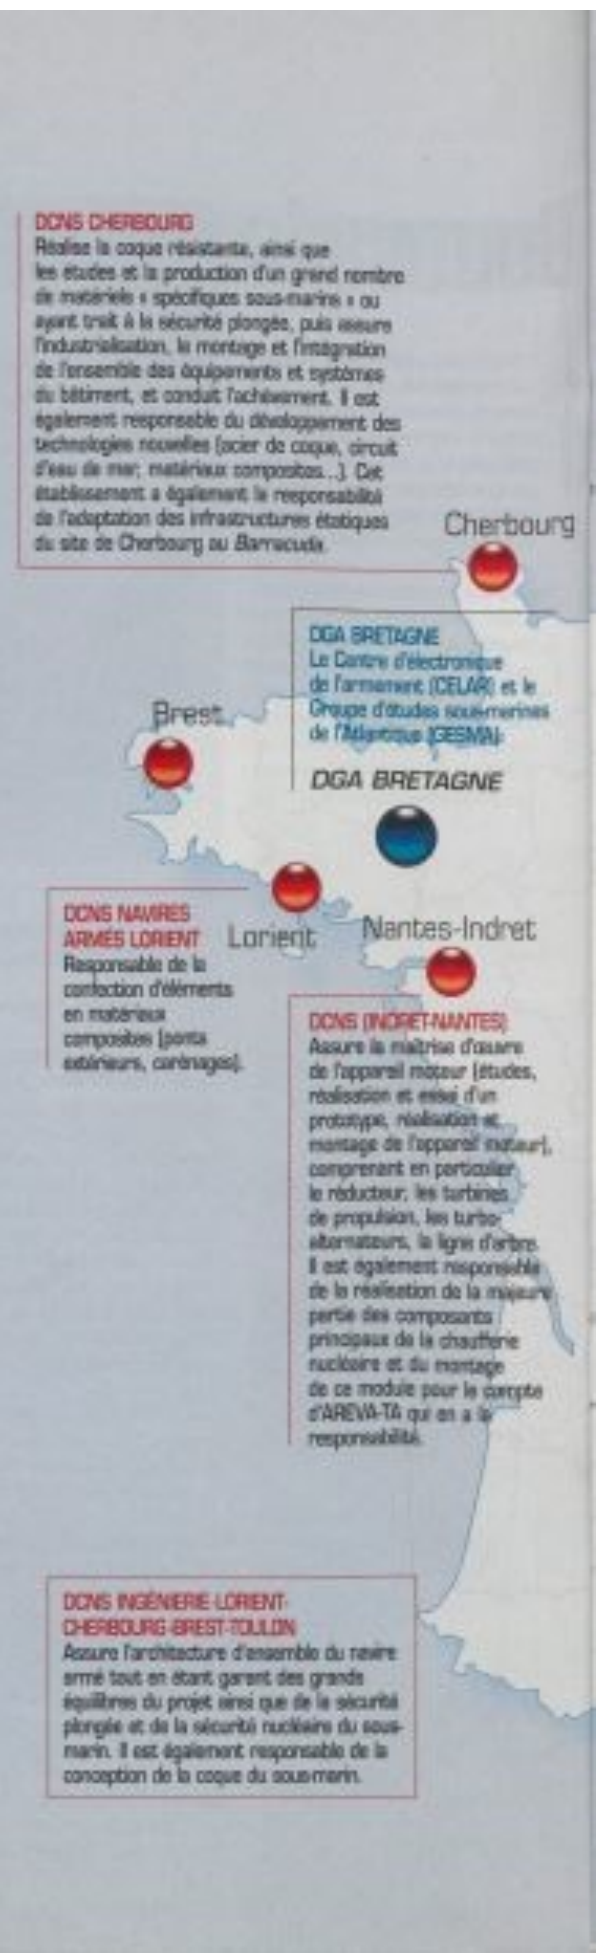 DCNS CHERBOURG
Réalise la coque résistante, ainsi que
les études et la production d'un grand nombre
de matériels « spécifiques sous-marins » ou
ayant trait à la sécurité plongée, puis assure
l'industrialisation, le montage et l'intégration
de l'ensemble des équipements et systèmes
du bâtiment, et conduit l'achèvement. Il est
également responsable du développement des
technologies nouvelles (acier de coque, circuit
d'eau de mer, matériaux composites...). Cet
établissement a également la responsabilité
de l'adaptation des infrastructures étatiques
du site de Cherbourg au Barracuda.
Cherbourg
DGA BRETAGNE
Le Centre d'électronique
de l'armement (CELAR) et le
Groupe d'études sous-marines
de l'Atlantique (GESMA)
Brest
DGA BRETAGNE
DCNS NAVIRES
ARMÉS LORIENT
Responsable de la
confection d'éléments
en matériaux
composites (ponts
extérieurs, carénages).
Lorient
Nantes-Indret
DCNS (INDRET-NANTES)
Assure la maîtrise d'œuvre
de l'appareil moteur (études,
réalisation et essai d'un
prototype, réalisation et
montage de l'appareil moteur),
comprenant en particulier
le réducteur, les turbines
de propulsion, les turbo-
alternateurs, la ligne d'arbre.
Il est également responsable
de la réalisation de la majeure
partie des composants
principaux de la chaufferie
nucléaire et du montage
de ce module pour le compte
d'AREVA-TA qui en a la
responsabilité.
DCNS INGÉNIERIE LORIENT-
CHERBOURG-BREST-TOULON
Assure l'architecture d'ensemble du navire
armé tout en étant garant des grands
équilibres du projet ainsi que de la sécurité
plongée et de la sécurité nucléaire du sous-
marin. Il est également responsable de la
conception de la coque du sous-marin.